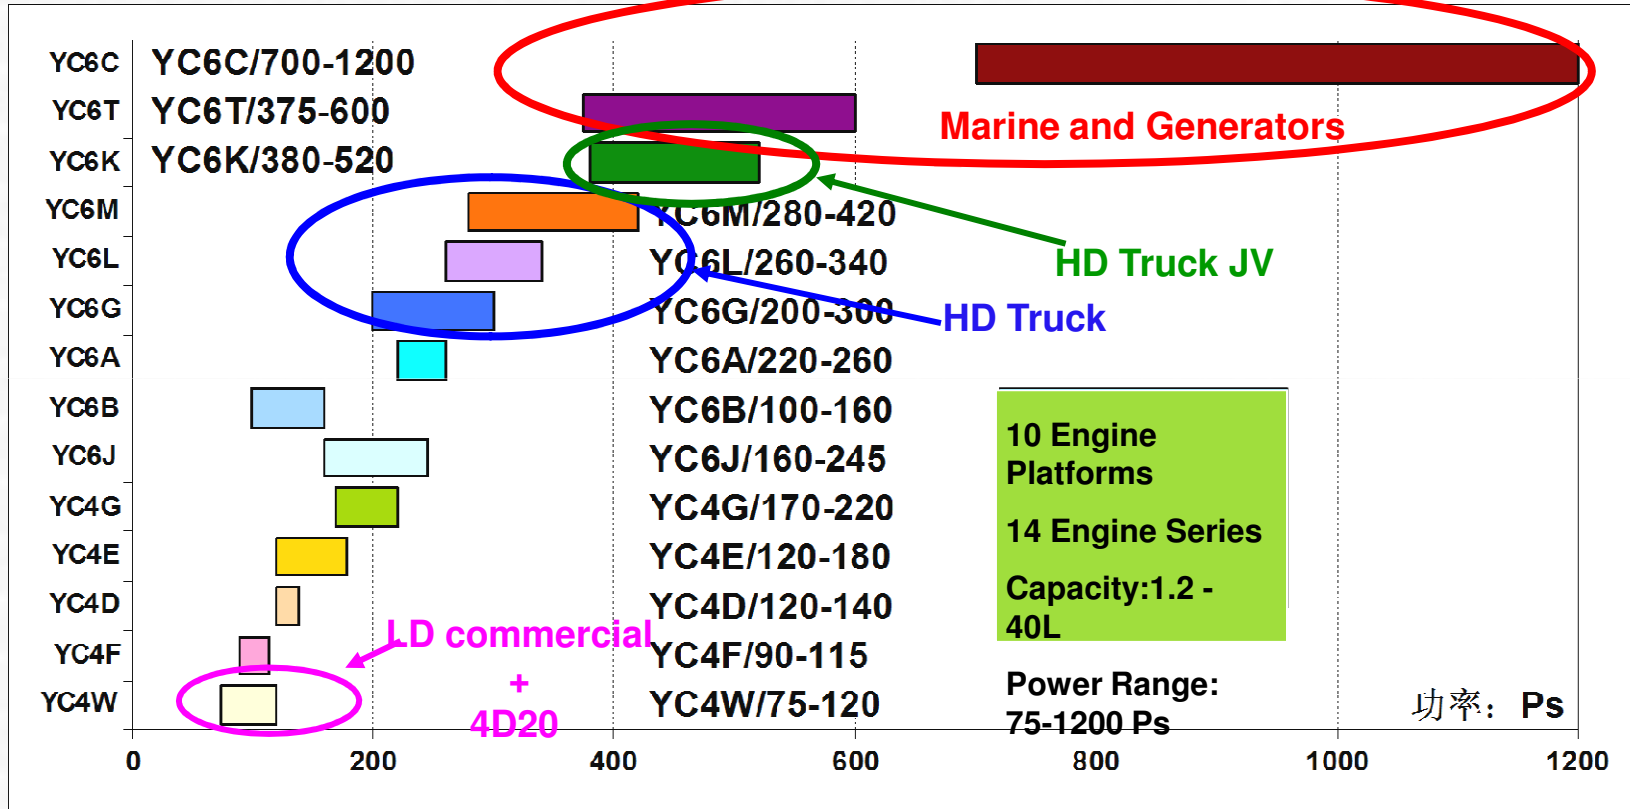 YC6C YC6C/700-1200
YC6T YC6T/375-600
Marine and Generators
YC6K YC6K/380-520
YC6M YC6M/280-420
YC6L YC6L/260-340
HD Truck JV
YC6G YC6G/200-300
HD Truck
YC6A YC6A/220-260
YC6B YC6B/100-160
YC6J YC6J/160-245
YC4G YC4G/170-220
YC4E YC4E/120-180
YC4D YC4D/120-140
YC4F YC4F/90-115
YC4W YC4W/75-120
LD commercial
+
4D20
10 Engine
Platforms
14 Engine Series
Capacity:1.2 -
40L
Power Range:
75-1200 Ps
功率: Ps
0 200 400 600 800 1000 1200